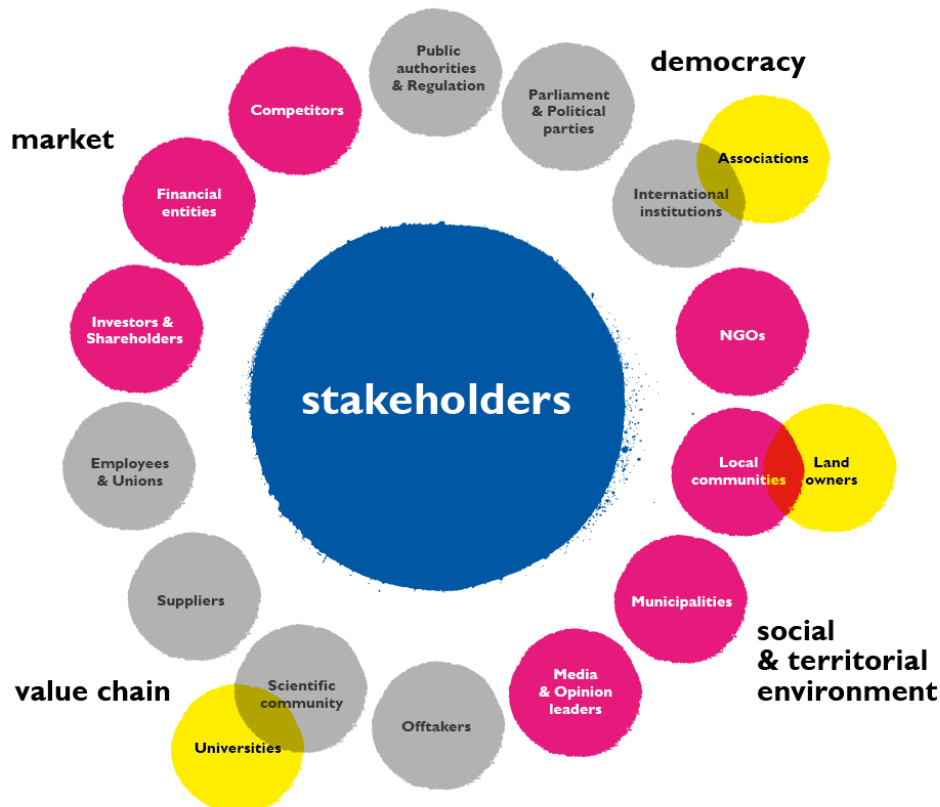 democracy
Public
authorities
& Regulation
Parliament
& Political
parties
Associations
International
institutions
market
Competitors
Financial
entities
Investors &
Shareholders
NGOs
stakeholders
Local
communities
Land
owners
Employees
& Unions
Suppliers
Municipalities
social
& territorial
environment
value chain
Scientific
community
Universities
Offtakers
Media
& Opinion
leaders